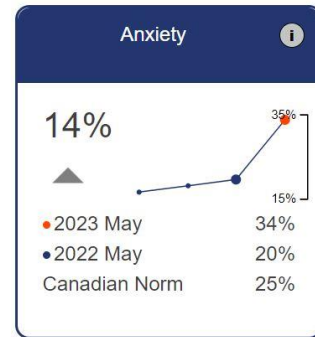 Anxiety
i
14%
35%
15%
2023 May 34%
2022 May 20%
Canadian Norm 25%